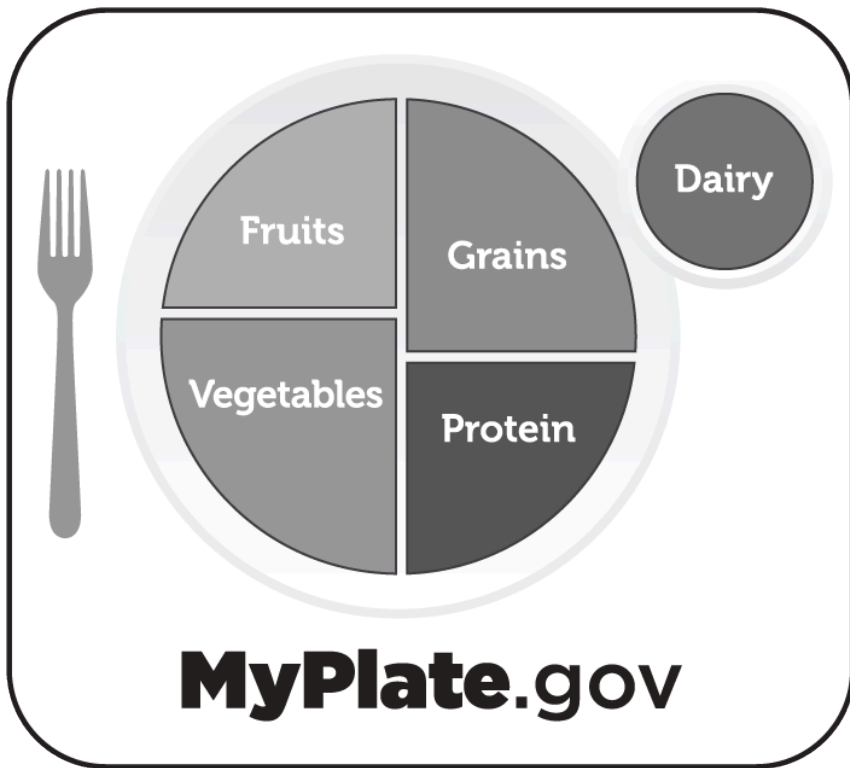 Dairy
Fruits
Grains
Vegetables
Protein
MyPlate.gov